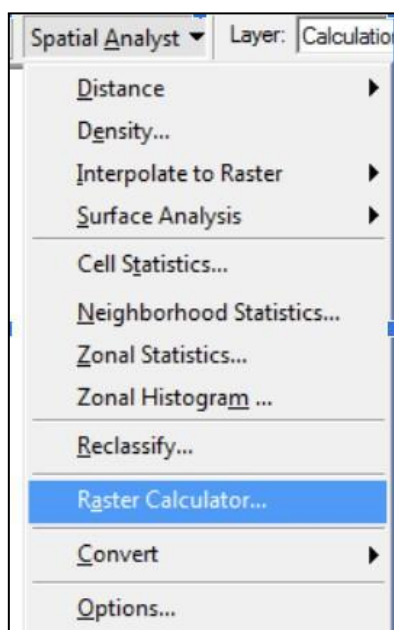 Spatial Analyst Layer: Calculatio
Distance
Density...
Interpolate to Raster
Surface Analysis
Cell Statistics...
Neighborhood Statistics...
Zonal Statistics...
Zonal Histogram ...
Reclassify...
Raster Calculator...
Convert
Options...